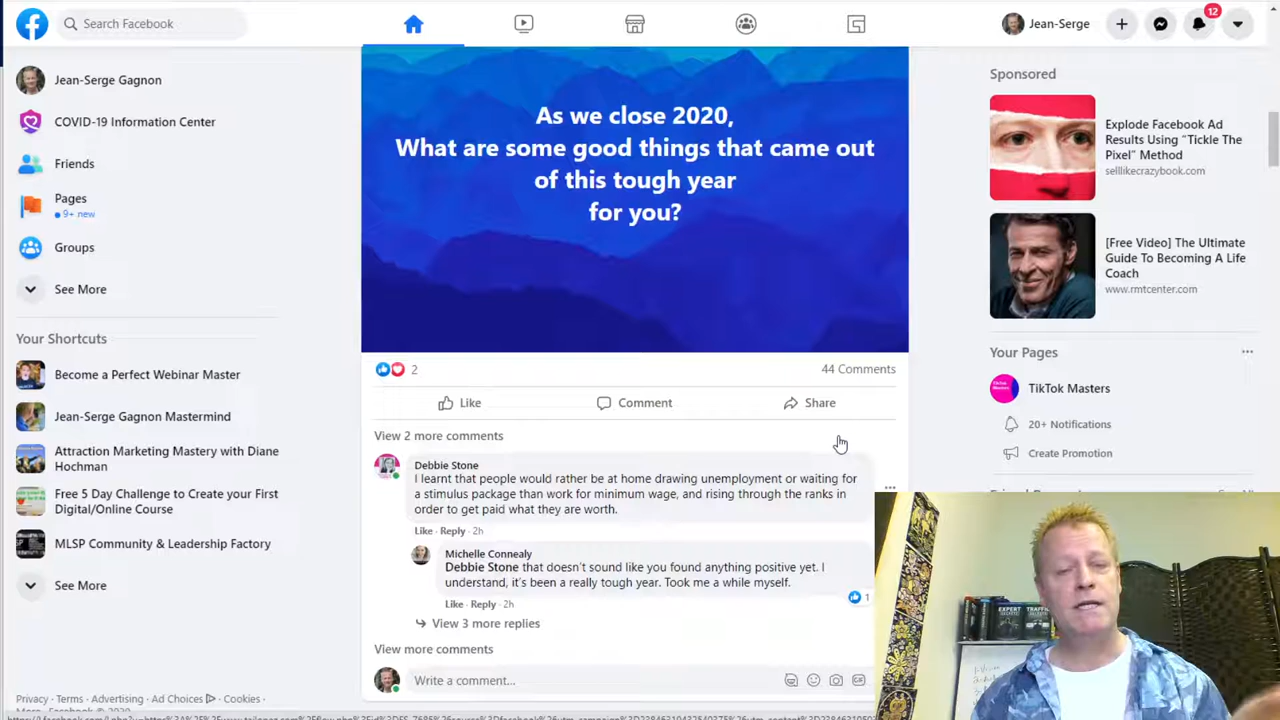 Search Facebook
Jean-Serge
12
Jean-Serge Gagnon
COVID-19 Information Center
Friends
Pages
9+ new
Groups
See More
Your Shortcuts
Become a Perfect Webinar Master
Jean-Serge Gagnon Mastermind
Attraction Marketing Mastery with Diane
Hochman
Free 5 Day Challenge to Create your First
Digital/Online Course
MLSP Community & Leadership Factory
See More
Privacy · Terms · Advertising · Ad Choices · Cookies ·
As we close 2020,
What are some good things that came out
of this tough year
for you?
2
44 Comments
Like
Comment
Share
View 2 more comments
Debbie Stone
I learnt that people would rather be at home drawing unemployment or waiting for
a stimulus package than work for minimum wage, and rising through the ranks in
order to get paid what they are worth.
Like · Reply · 2h
Michelle Connealy
Debbie Stone that doesn't sound like you found anything positive yet. I
understand, it's been a really tough year. Took me a while myself.
1
Like · Reply · 2h
View 3 more replies
View more comments
Write a comment...
GIF
Sponsored
Explode Facebook Ad
Results Using "Tickle The
Pixel" Method
selllikecrazybook.com
[Free Video] The Ultimate
Guide To Becoming A Life
Coach
www.rmtcenter.com
Your Pages
TikTok Masters
20+ Notifications
Create Promotion
EXPERT
TRAFFIC